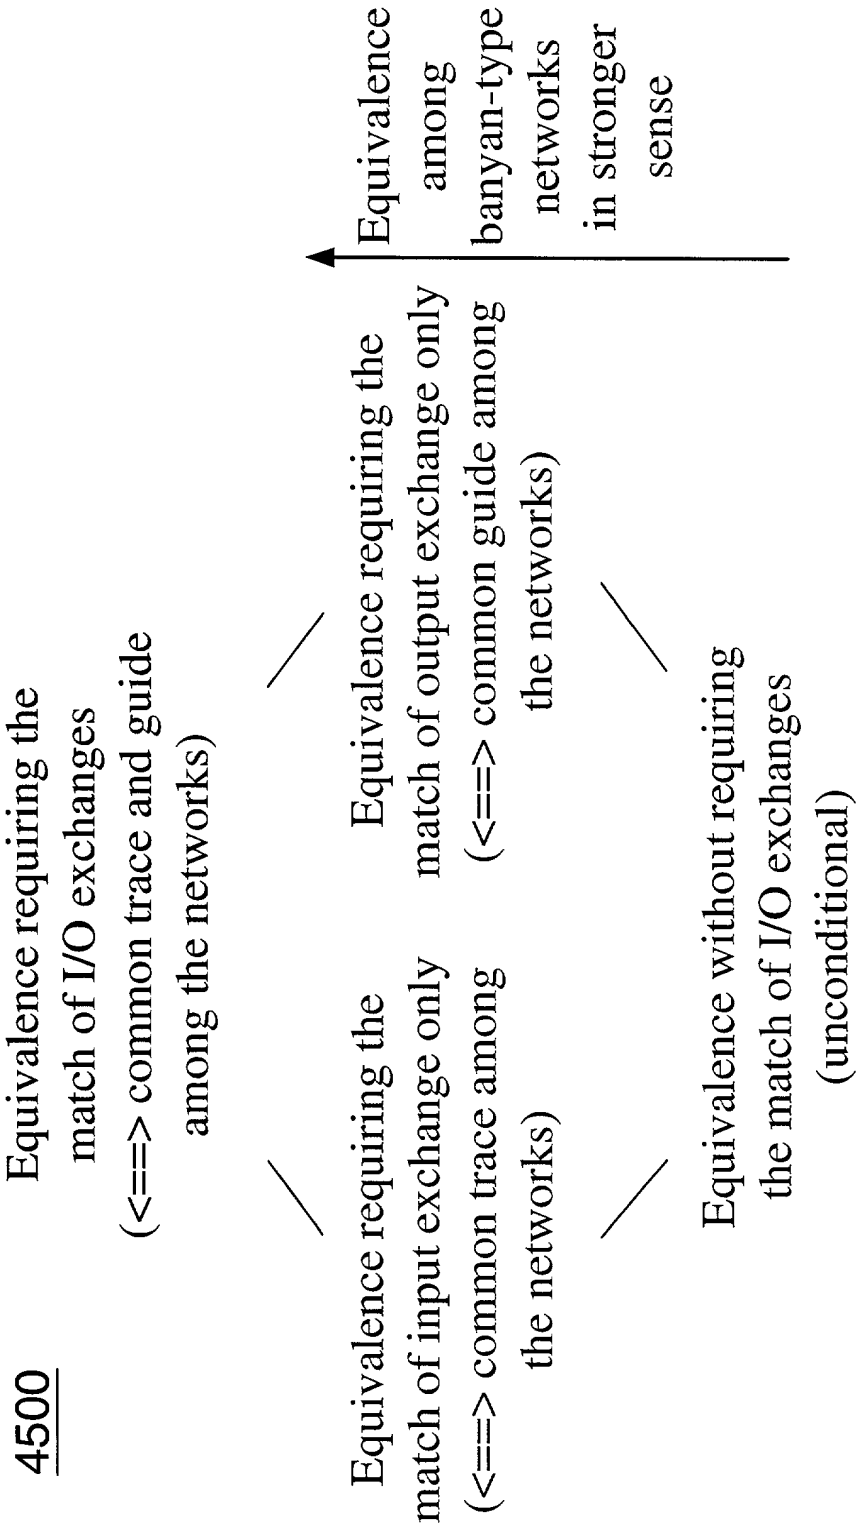 4500
Equivalence requiring the
match of I/O exchanges
(<==> common trace and guide
among the networks)
Equivalence requiring the
match of input exchange only
(<==> common trace among
the networks)
Equivalence requiring the
match of output exchange only
(<==> common guide among
the networks)
Equivalence
among
banyan-type
networks
in stronger
sense
Equivalence without requiring
the match of I/O exchanges
(unconditional)